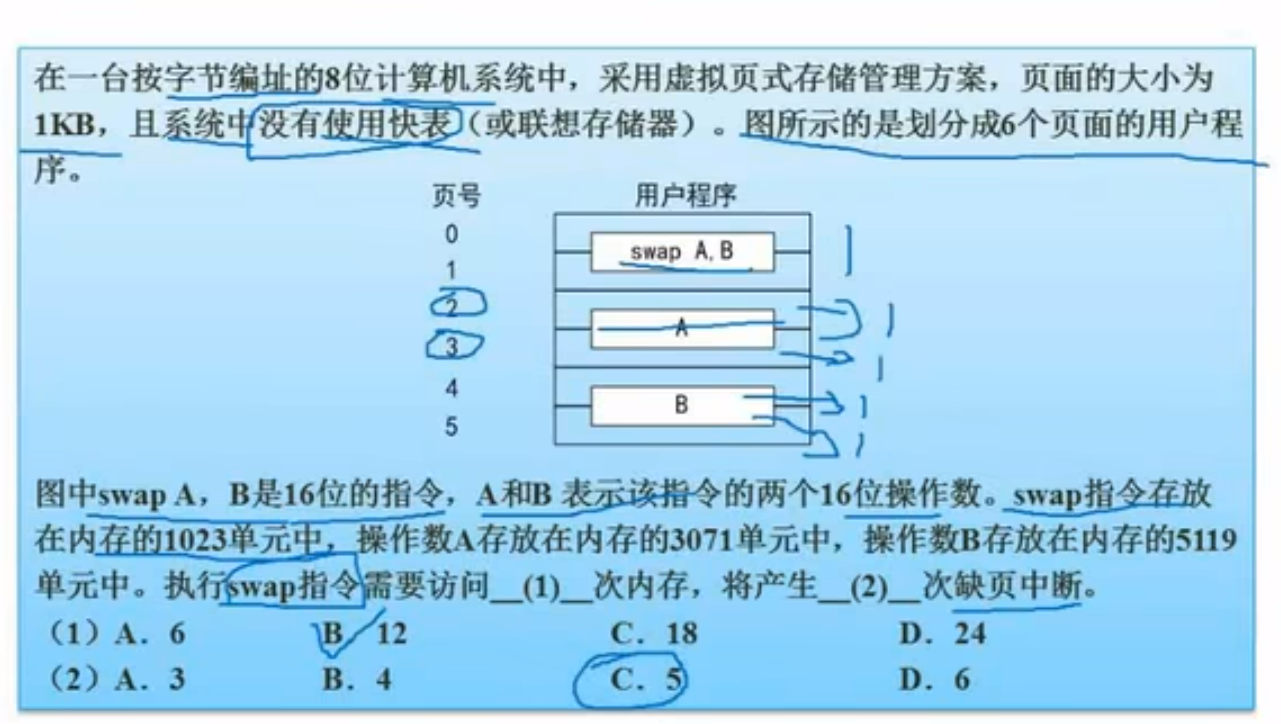 在一台按字节编址的8位计算机系统中，采用虚拟页式存储管理方案，页面的大小为
1KB，且系统中没有使用快表（或联想存储器）。图所示的是划分成6个页面的用户程
序。
页号 用户程序
0
swap A,B
1
2
A
3
4
B
5
图中swap A，B是16位的指令，A和B 表示该指令的两个16位操作数。swap指令存放
在内存的1023单元中，操作数A存放在内存的3071单元中，操作数B存放在内存的5119
单元中。执行swap指令需要访问__(1)__次内存，将产生__(2)__次缺页中断。
（1）A．6 B．12 C．18 D．24
（2）A．3 B．4 C．5 D．6